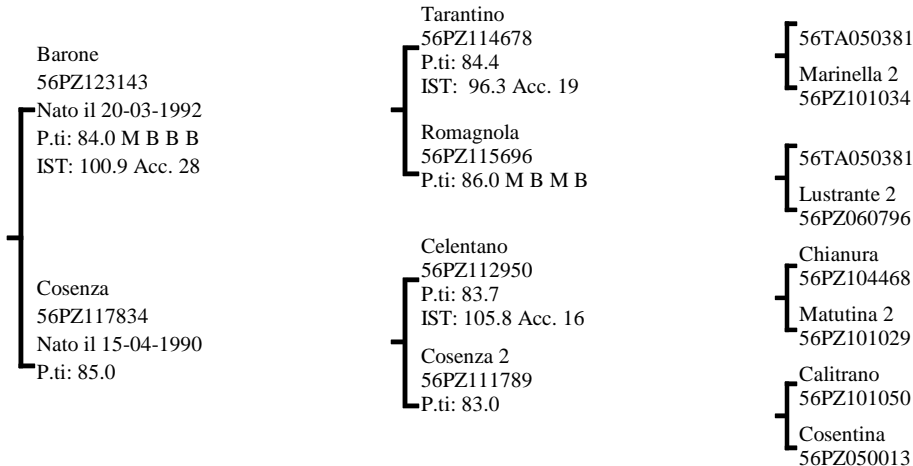 Barone
56PZ123143
Nato il 20-03-1992
P.ti: 84.0 M B B B
IST: 100.9 Acc. 28
Cosenza
56PZ117834
Nato il 15-04-1990
P.ti: 85.0
Tarantino
56PZ114678
P.ti: 84.4
IST: 96.3 Acc. 19
Romagnola
56PZ115696
P.ti: 86.0 M B M B
Celentano
56PZ112950
P.ti: 83.7
IST: 105.8 Acc. 16
Cosenza 2
56PZ111789
P.ti: 83.0
56TA050381
Marinella 2
56PZ101034
56TA050381
Lustrante 2
56PZ060796
Chianura
56PZ104468
Matutina 2
56PZ101029
Calitrano
56PZ101050
Cosentina
56PZ050013